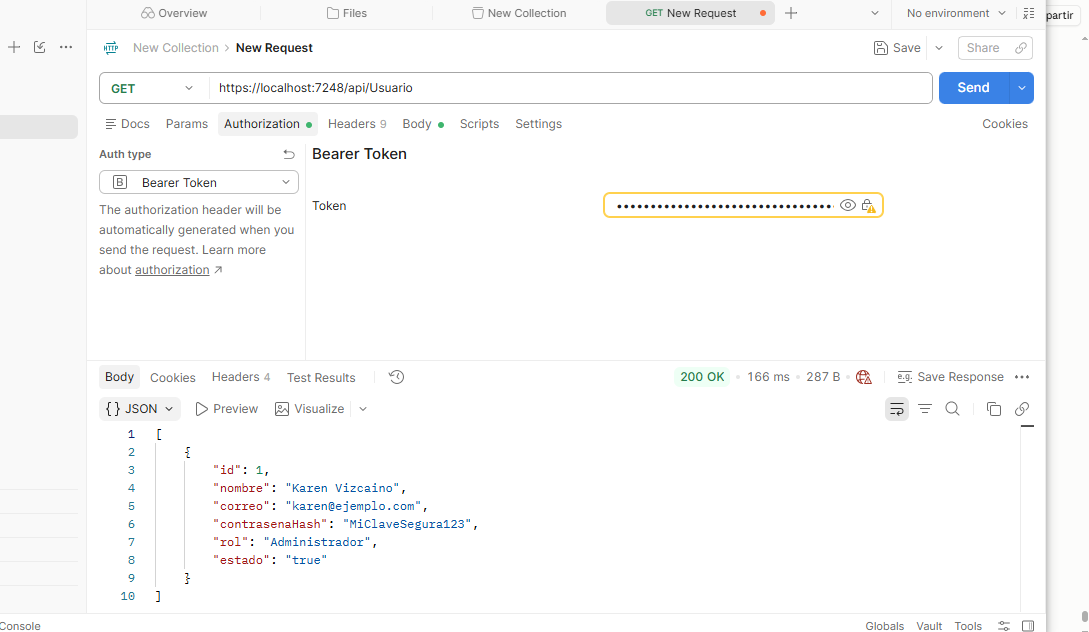 Overview Files New Collection GET New Request No environment
partir
HTTP New Collection › New Request Save Share
GET https://localhost:7248/api/Usuario Send
Docs Params Authorization Headers 9 Body Scripts Settings Cookies
Auth type
B Bearer Token
The authorization header will be
automatically generated when you
send the request. Learn more
about authorization ↗
Bearer Token
Token
Body Cookies Headers 4 Test Results 200 OK • 166 ms • 287 B • e.g. Save Response
{} JSON Preview Visualize
1 [
2 {
3 "id": 1,
4 "nombre": "Karen Vizcaino",
5 "correo": "karen@ejemplo.com",
6 "contrasenaHash": "MiClaveSegura123",
7 "rol": "Administrador",
8 "estado": "true"
9 }
10 ]
Console Globals Vault Tools